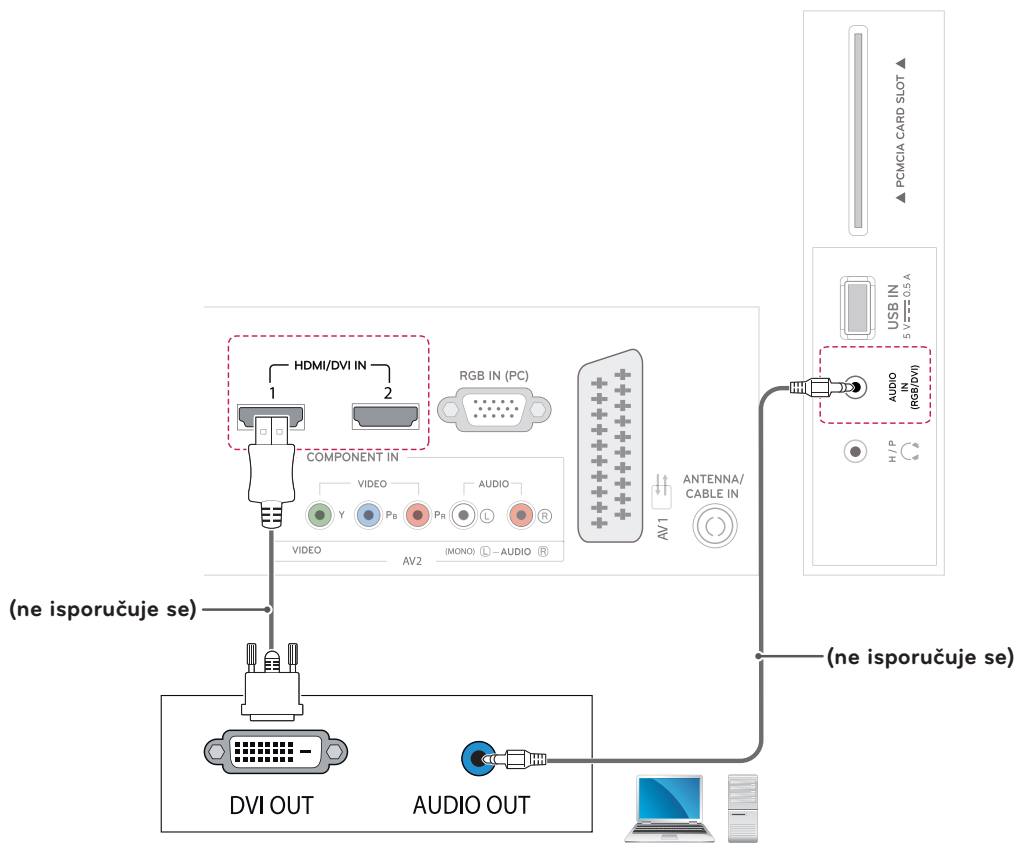 ▲ PCMCIA CARD SLOT ▲
USB IN
5 V 0.5 A
AUDIO
IN
(RGB/DVI)
H / P
HDMI/DVI IN
1 2
RGB IN (PC)
COMPONENT IN
VIDEO AUDIO
Y PB PR L R
VIDEO (MONO) L – AUDIO R
AV2
AV1
ANTENNA/
CABLE IN
(ne isporučuje se)
(ne isporučuje se)
DVI OUT AUDIO OUT